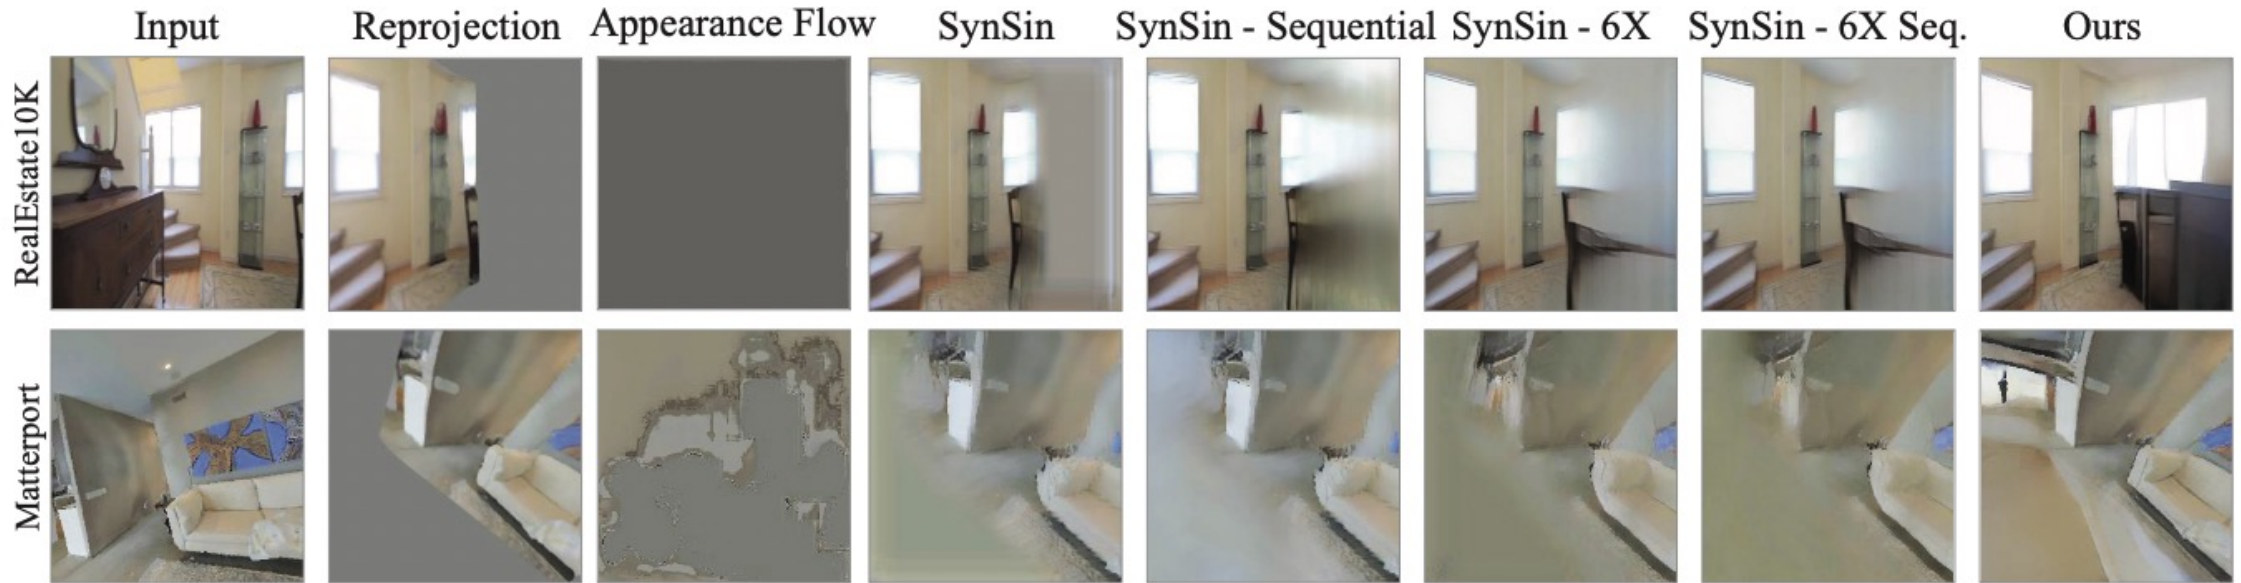 Input Reprojection Appearance Flow SynSin SynSin - Sequential SynSin - 6X SynSin - 6X Seq. Ours
RealEstate10K
Matterport